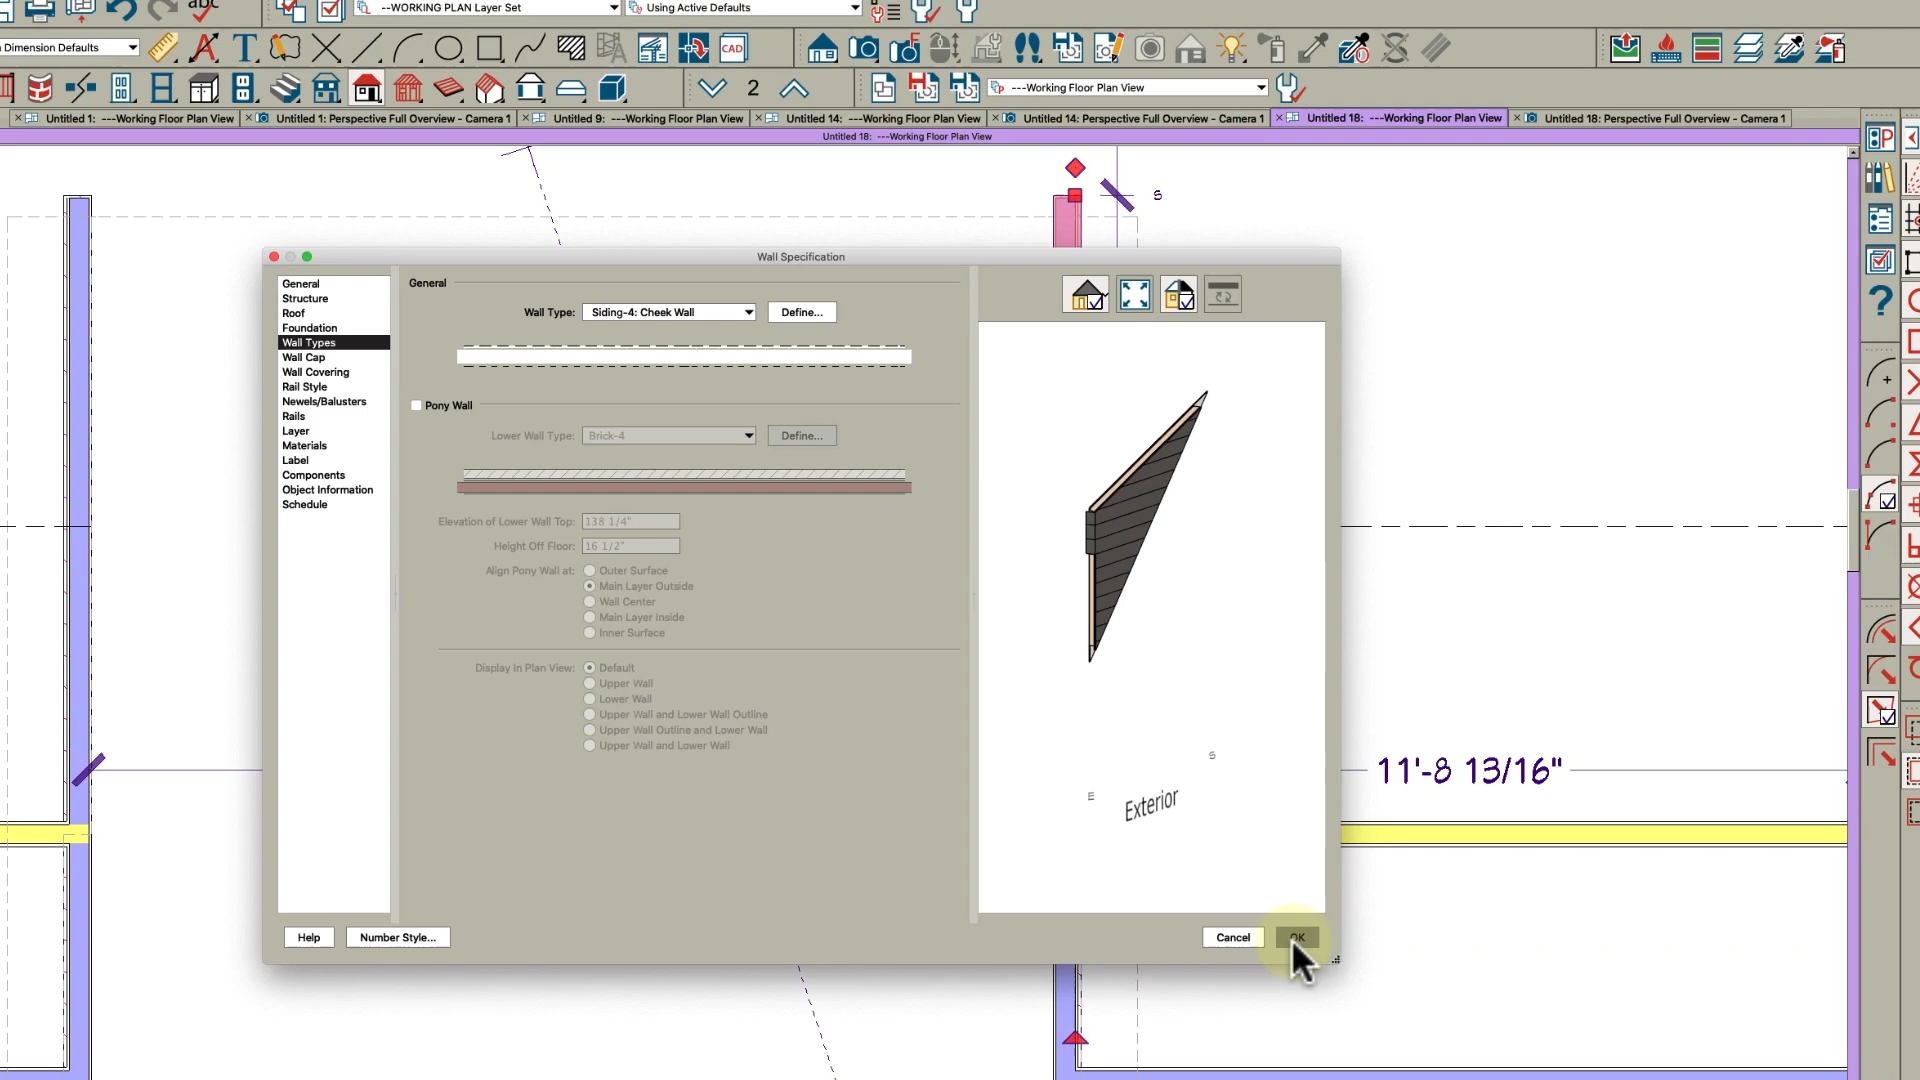 abc
--WORKING PLAN Layer Set
Using Active Defaults
Dimension Defaults
T
CAD
2
---Working Floor Plan View
Untitled 1: ---Working Floor Plan View
Untitled 1: Perspective Full Overview - Camera 1
Untitled 9: ---Working Floor Plan View
Untitled 14: ---Working Floor Plan View
Untitled 14: Perspective Full Overview - Camera 1
Untitled 18: ---Working Floor Plan View
Untitled 18: Perspective Full Overview - Camera 1
Untitled 18: ---Working Floor Plan View
P
?
S
Wall Specification
General
Structure
Roof
Foundation
Wall Types
Wall Cap
Wall Covering
Rail Style
Newels/Balusters
Rails
Layer
Materials
Label
Components
Object Information
Schedule
General
Wall Type: Siding-4: Cheek Wall Define...
Pony Wall
Lower Wall Type: Brick-4 Define...
Elevation of Lower Wall Top: 138 1/4"
Height Off Floor: 16 1/2"
Align Pony Wall at: Outer Surface
Main Layer Outside
Wall Center
Main Layer Inside
Inner Surface
Display In Plan View: Default
Upper Wall
Lower Wall
Upper Wall and Lower Wall Outline
Upper Wall Outline and Lower Wall
Upper Wall and Lower Wall
S
E
Exterior
11'-8 13/16"
Help
Number Style...
Cancel
OK